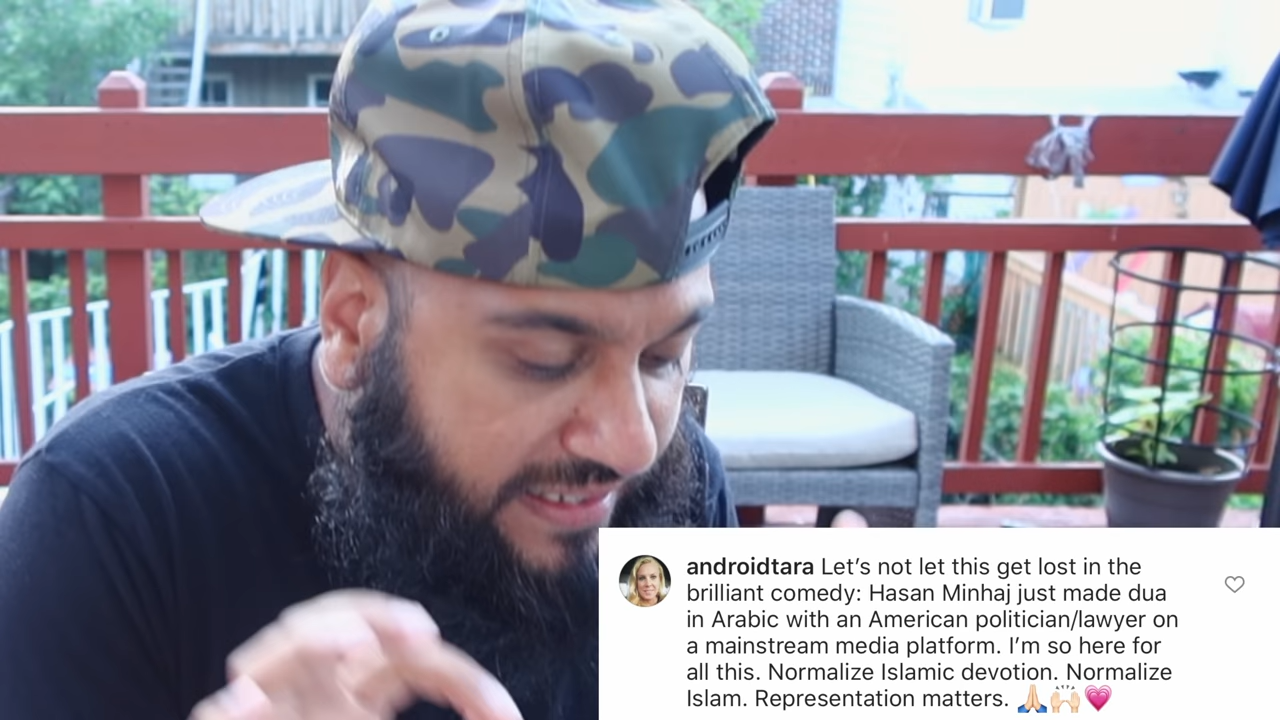 androidtara Let’s not let this get lost in the
brilliant comedy: Hasan Minhaj just made dua
in Arabic with an American politician/lawyer on
a mainstream media platform. I’m so here for
all this. Normalize Islamic devotion. Normalize
Islam. Representation matters. 🙏🏻🙌🏻💗